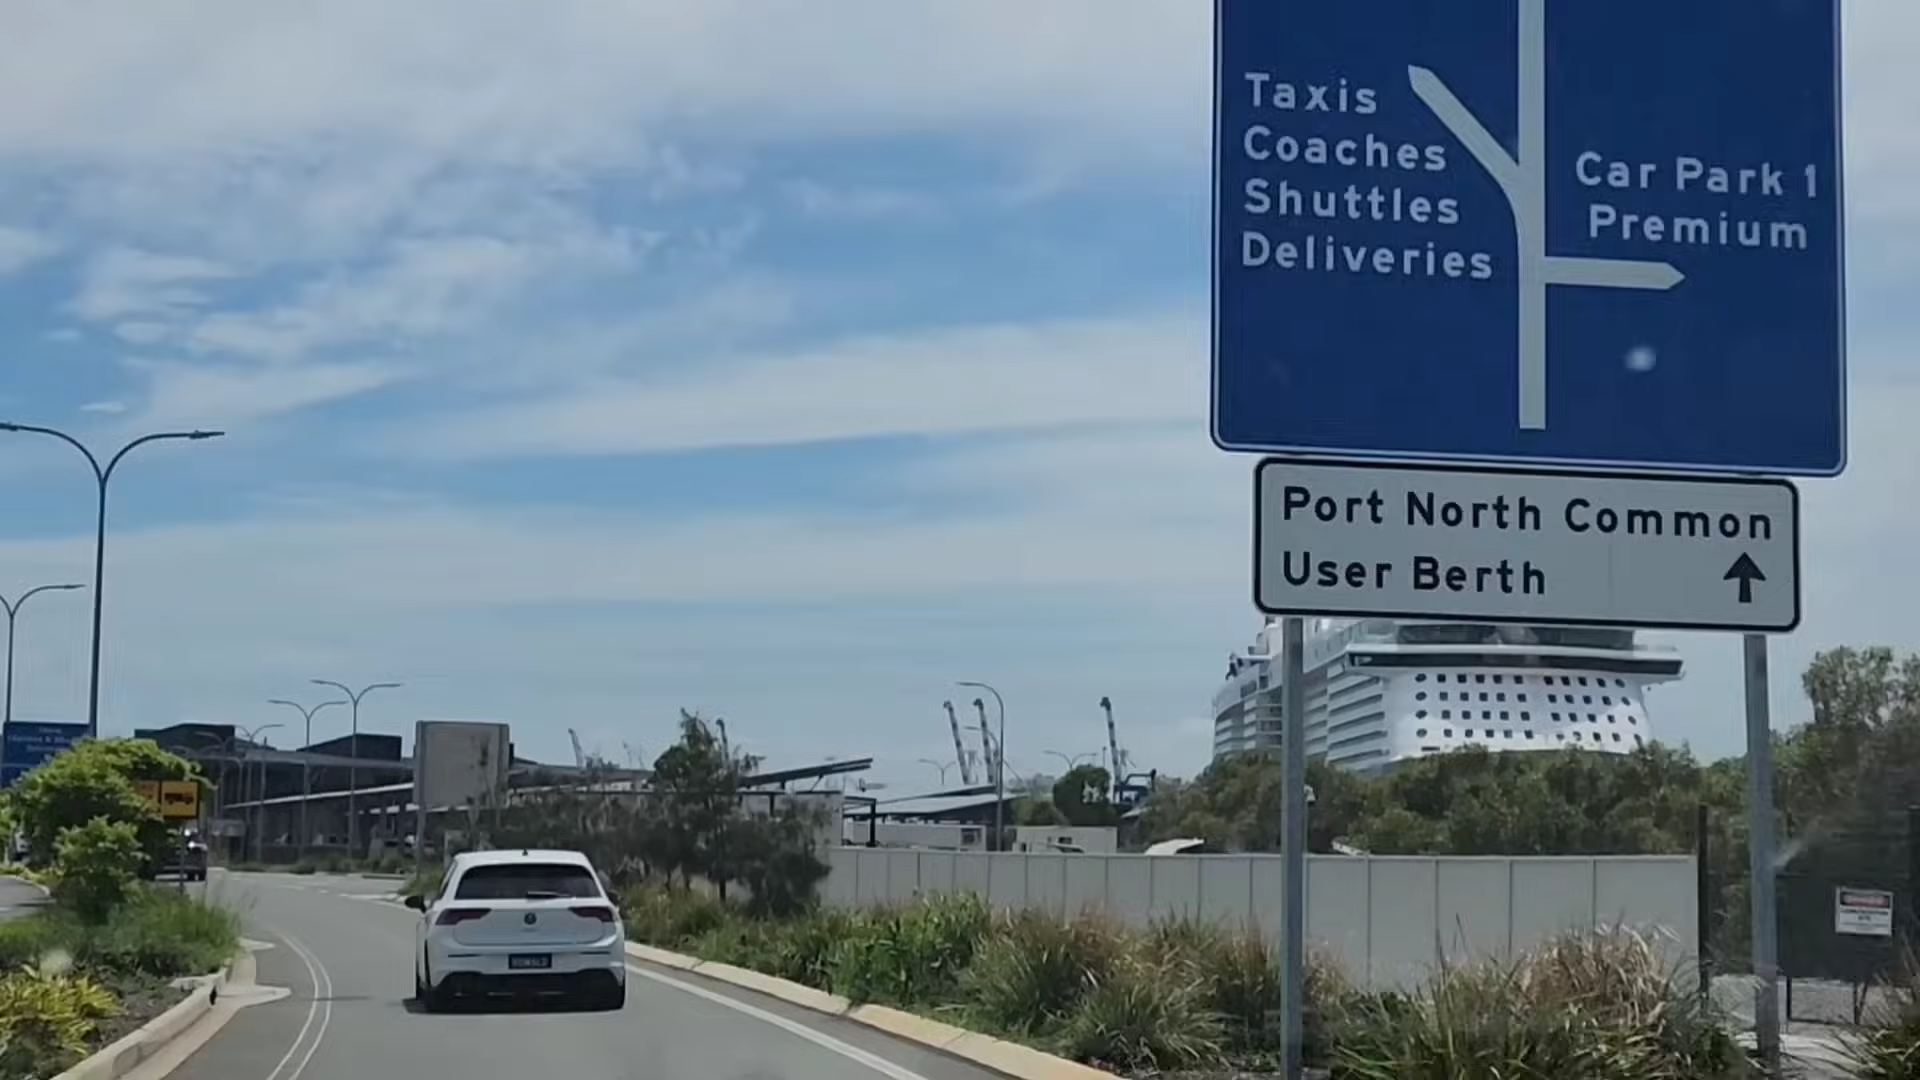 Taxis
Coaches
Shuttles
Deliveries
Car Park 1
Premium
Port North Common
User Berth